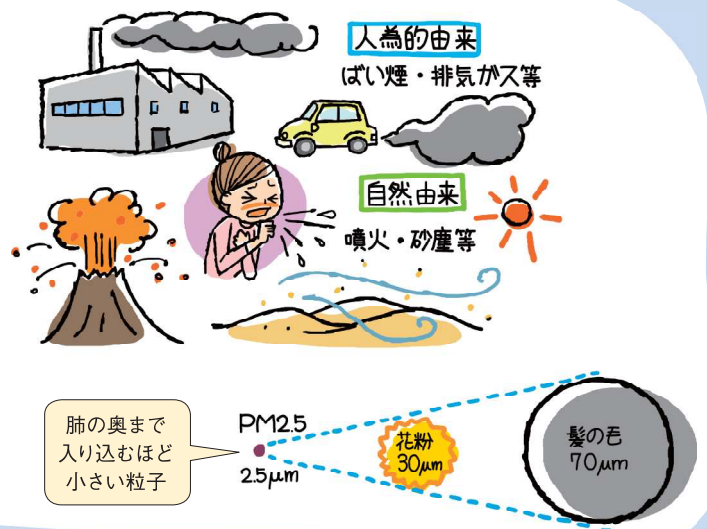 人為的由来
ばい煙・排気ガス等
自然由来
噴火・砂塵等
肺の奥まで
入り込むほど
小さい粒子
PM2.5
2.5μm
花粉
30μm
髪の毛
70μm